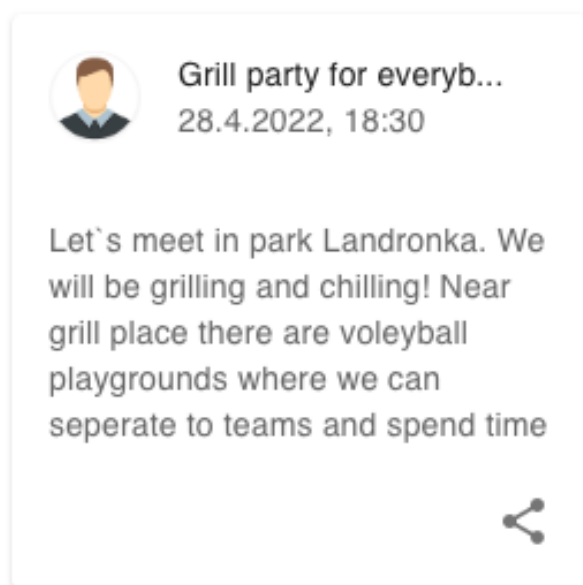 Grill party for everyb...
28.4.2022, 18:30
Let`s meet in park Landronka. We
will be grilling and chilling! Near
grill place there are voleyball
playgrounds where we can
seperate to teams and spend time